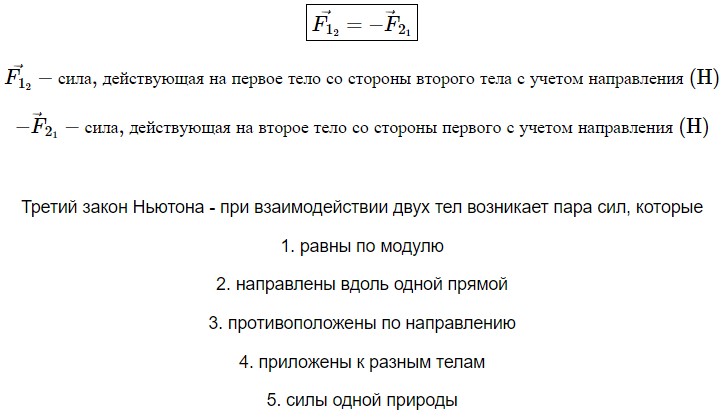 $\vec{F}_{1_2} = -\vec{F}_{2_1}$
$\vec{F}_{1_2}$ – сила, действующая на первое тело со стороны второго тела с учетом направления (Н)
$-\vec{F}_{2_1}$ – сила, действующая на второе тело со стороны первого с учетом направления (Н)
Третий закон Ньютона - при взаимодействии двух тел возникает пара сил, которые
1. равны по модулю
2. направлены вдоль одной прямой
3. противоположены по направлению
4. приложены к разным телам
5. силы одной природы